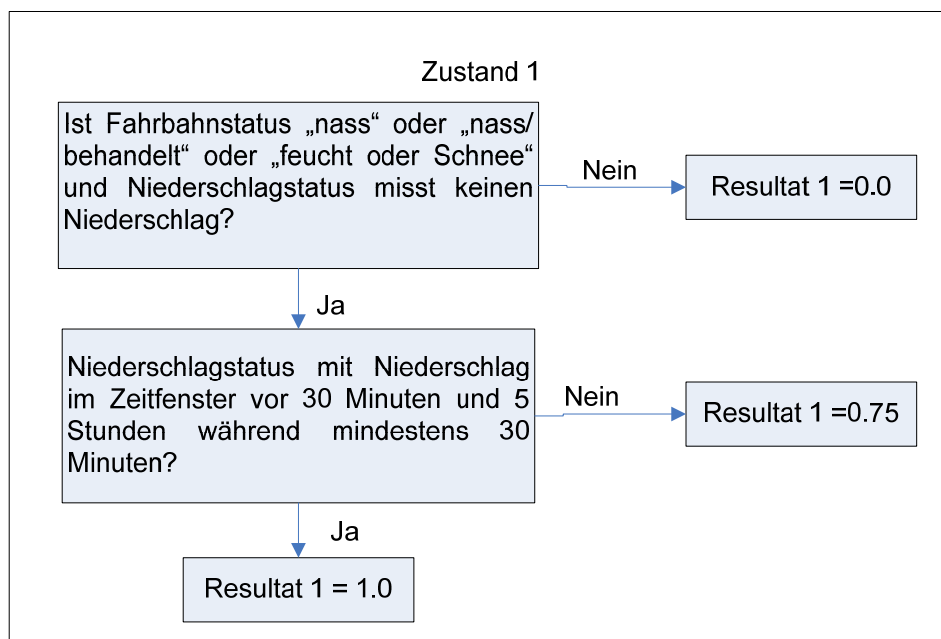 Zustand 1
Ist Fahrbahnstatus „nass“ oder „nass/
behandelt“ oder „feucht oder Schnee“
und Niederschlagstatus misst keinen
Niederschlag?
Nein
Resultat 1 =0.0
Ja
Niederschlagstatus mit Niederschlag
im Zeitfenster vor 30 Minuten und 5
Stunden während mindestens 30
Minuten?
Nein
Resultat 1 =0.75
Ja
Resultat 1 = 1.0